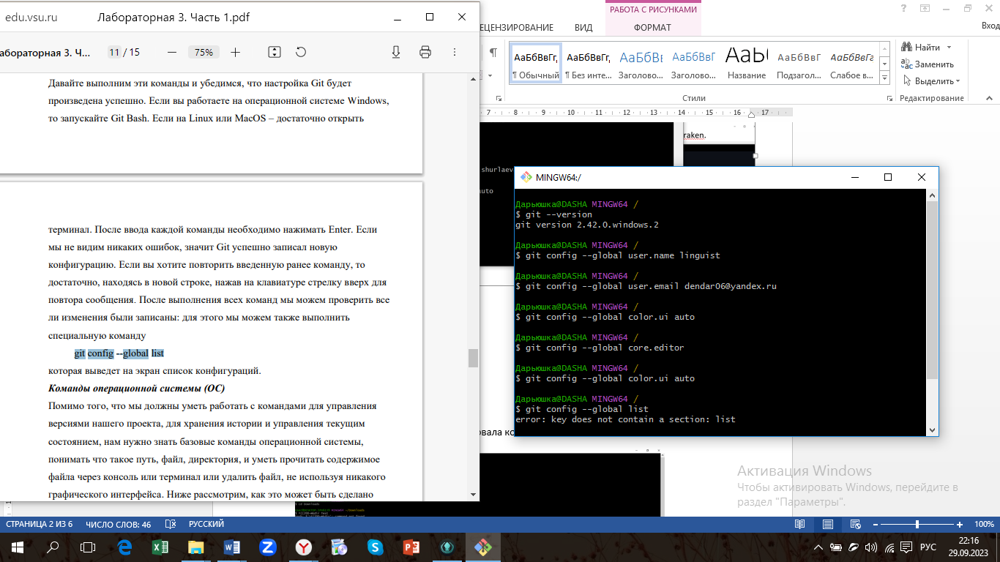 edu.vsu.ru
Лабораторная 3. Часть 1.pdf
абораторная 3. Ч...
11 / 15
75%
Давайте выполним эти команды и убедимся, что настройка Git будет
произведена успешно. Если вы работаете на операционной системе Windows,
то запускайте Git Bash. Если на Linux или MacOS – достаточно открыть
терминал. После ввода каждой команды необходимо нажимать Enter. Если
мы не видим никаких ошибок, значит Git успешно записал новую
конфигурацию. Если вы хотите повторить введенную ранее команду, то
достаточно, находясь в новой строке, нажав на клавиатуре стрелку вверх для
повтора сообщения. После выполнения всех команд мы можем проверить все
ли изменения были записаны: для этого мы можем также выполнить
специальную команду
git config --global list
которая выведет на экран список конфигураций.
Команды операционной системы (ОС)
Помимо того, что мы должны уметь работать с командами для управления
версиями нашего проекта, для хранения истории и управления текущим
состоянием, нам нужно знать базовые команды операционной системы,
понимать что такое путь, файл, директория, и уметь прочитать содержимое
файла через консоль или терминал или удалить файл, не используя никакого
графического интерфейса. Ниже рассмотрим, как это может быть сделано
РАБОТА С РИСУНКАМИ
ЕЦЕНЗИРОВАНИЕ
ВИД
ФОРМАТ
Вход
АаБбВвГг, АаБбВвГг, АаБбВε АаБбВвГ АаЬ АаБбВвГ АаБбВвГг
¶ Обычный
¶ Без инте...
Заголово...
Заголово...
Название
Подзагол...
Слабое в...
Стили
Найти
Заменить
Выделить
Редактирование
7 8 9 10 11 12 13 14 15 16 17
raken.
shurlaev
auto
MINGW64:/
Дарьюшка@DASHA MINGW64 /
$ git --version
git version 2.42.0.windows.2
Дарьюшка@DASHA MINGW64 /
$ git config --global user.name linguist
Дарьюшка@DASHA MINGW64 /
$ git config --global user.email dendar06@yandex.ru
Дарьюшка@DASHA MINGW64 /
$ git config --global color.ui auto
Дарьюшка@DASHA MINGW64 /
$ git config --global core.editor
Дарьюшка@DASHA MINGW64 /
$ git config --global color.ui auto
Дарьюшка@DASHA MINGW64 /
$ git config --global list
error: key does not contain a section: list
овала ко
Активация Windows
Чтобы активировать Windows, перейдите в
раздел "Параметры".
СТРАНИЦА 2 ИЗ 6
ЧИСЛО СЛОВ: 46
РУССКИЙ
100%
РУС
22:16
29.09.2023